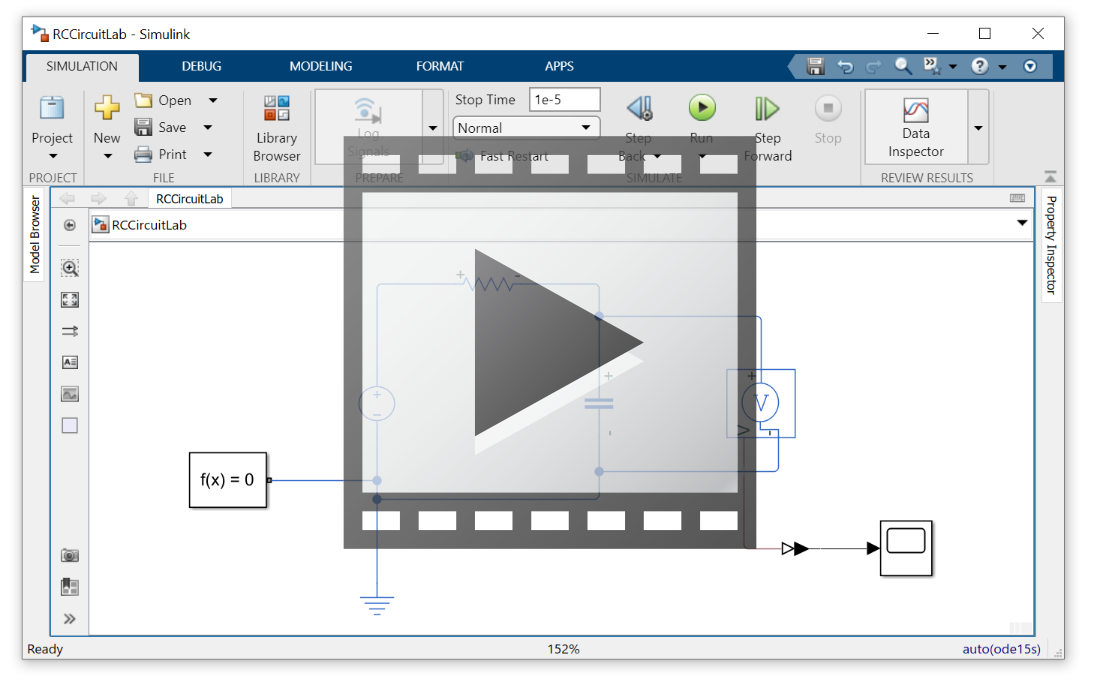 RCCircuitLab - Simulink
SIMULATION DEBUG MODELING FORMAT APPS
Project
New
Open
Save
Print
Library
Browser
Log
Signals
Stop Time 1e-5
Normal
Fast Restart
Step
Back
Run
Step
Forward
Stop
Data
Inspector
PROJECT FILE LIBRARY PREPARE SIMULATE REVIEW RESULTS
Model Browser
RCCircuitLab
RCCircuitLab
Property Inspector
+ -
+
+
V
+
−
-
-
V
f(x) = 0
Ready 152% auto(ode15s)